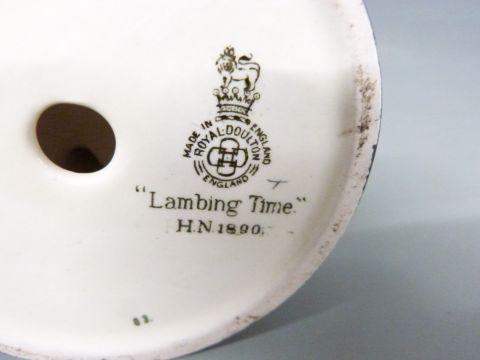 MADE IN ENGLAND
ROYAL·DOULTON
ENGLAND
"Lambing Time."
H.N.1890.